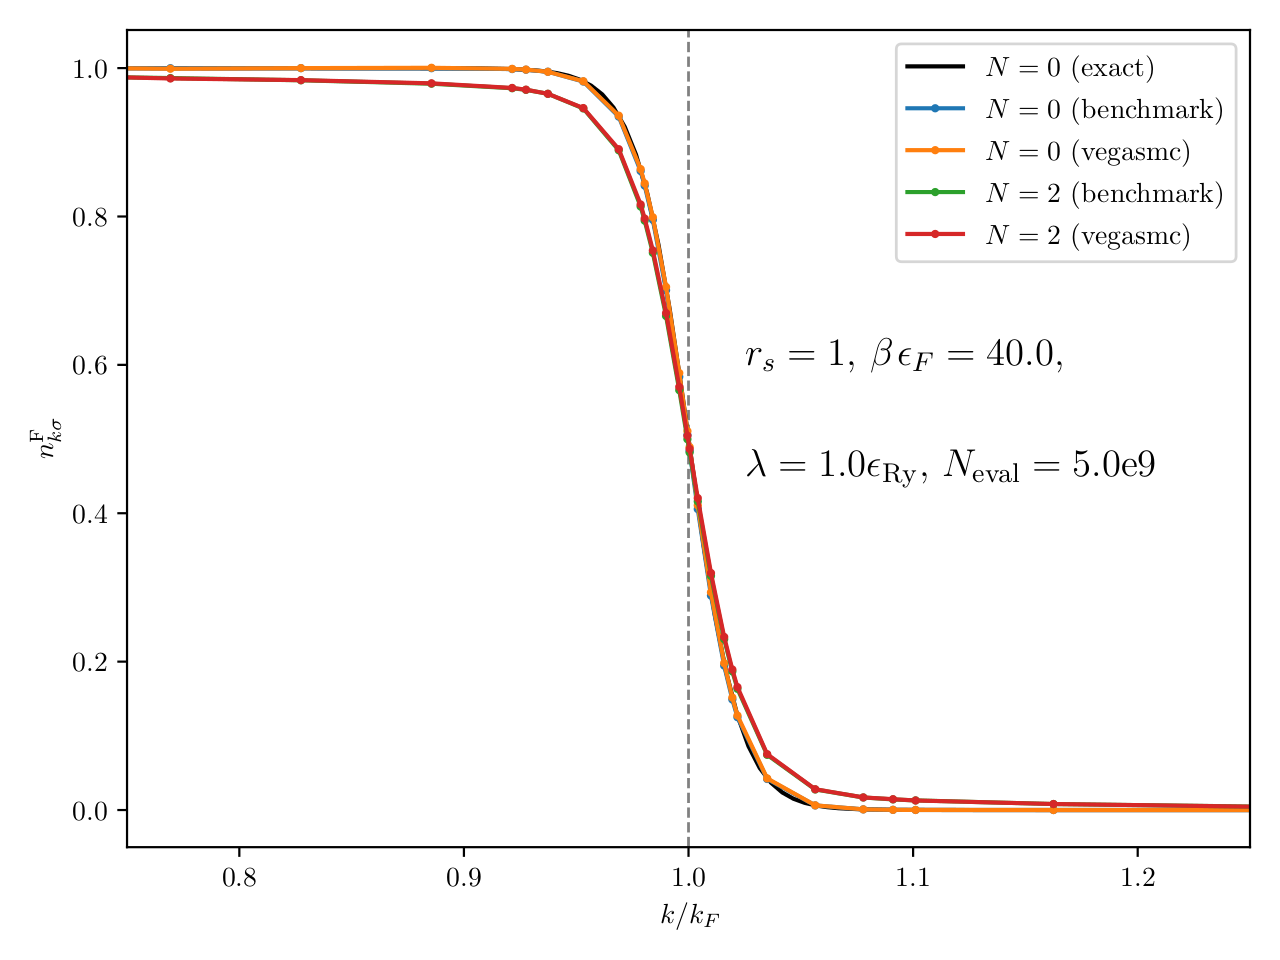 1.0
0.8
0.6
0.4
0.2
0.0
n^F_{kσ}
N = 0 (exact)
N = 0 (benchmark)
N = 0 (vegasmc)
N = 2 (benchmark)
N = 2 (vegasmc)
r_s = 1, β ϵ_F = 40.0,
λ = 1.0ϵ_Ry, N_eval = 5.0e9
0.8 0.9 1.0 1.1 1.2
k/k_F